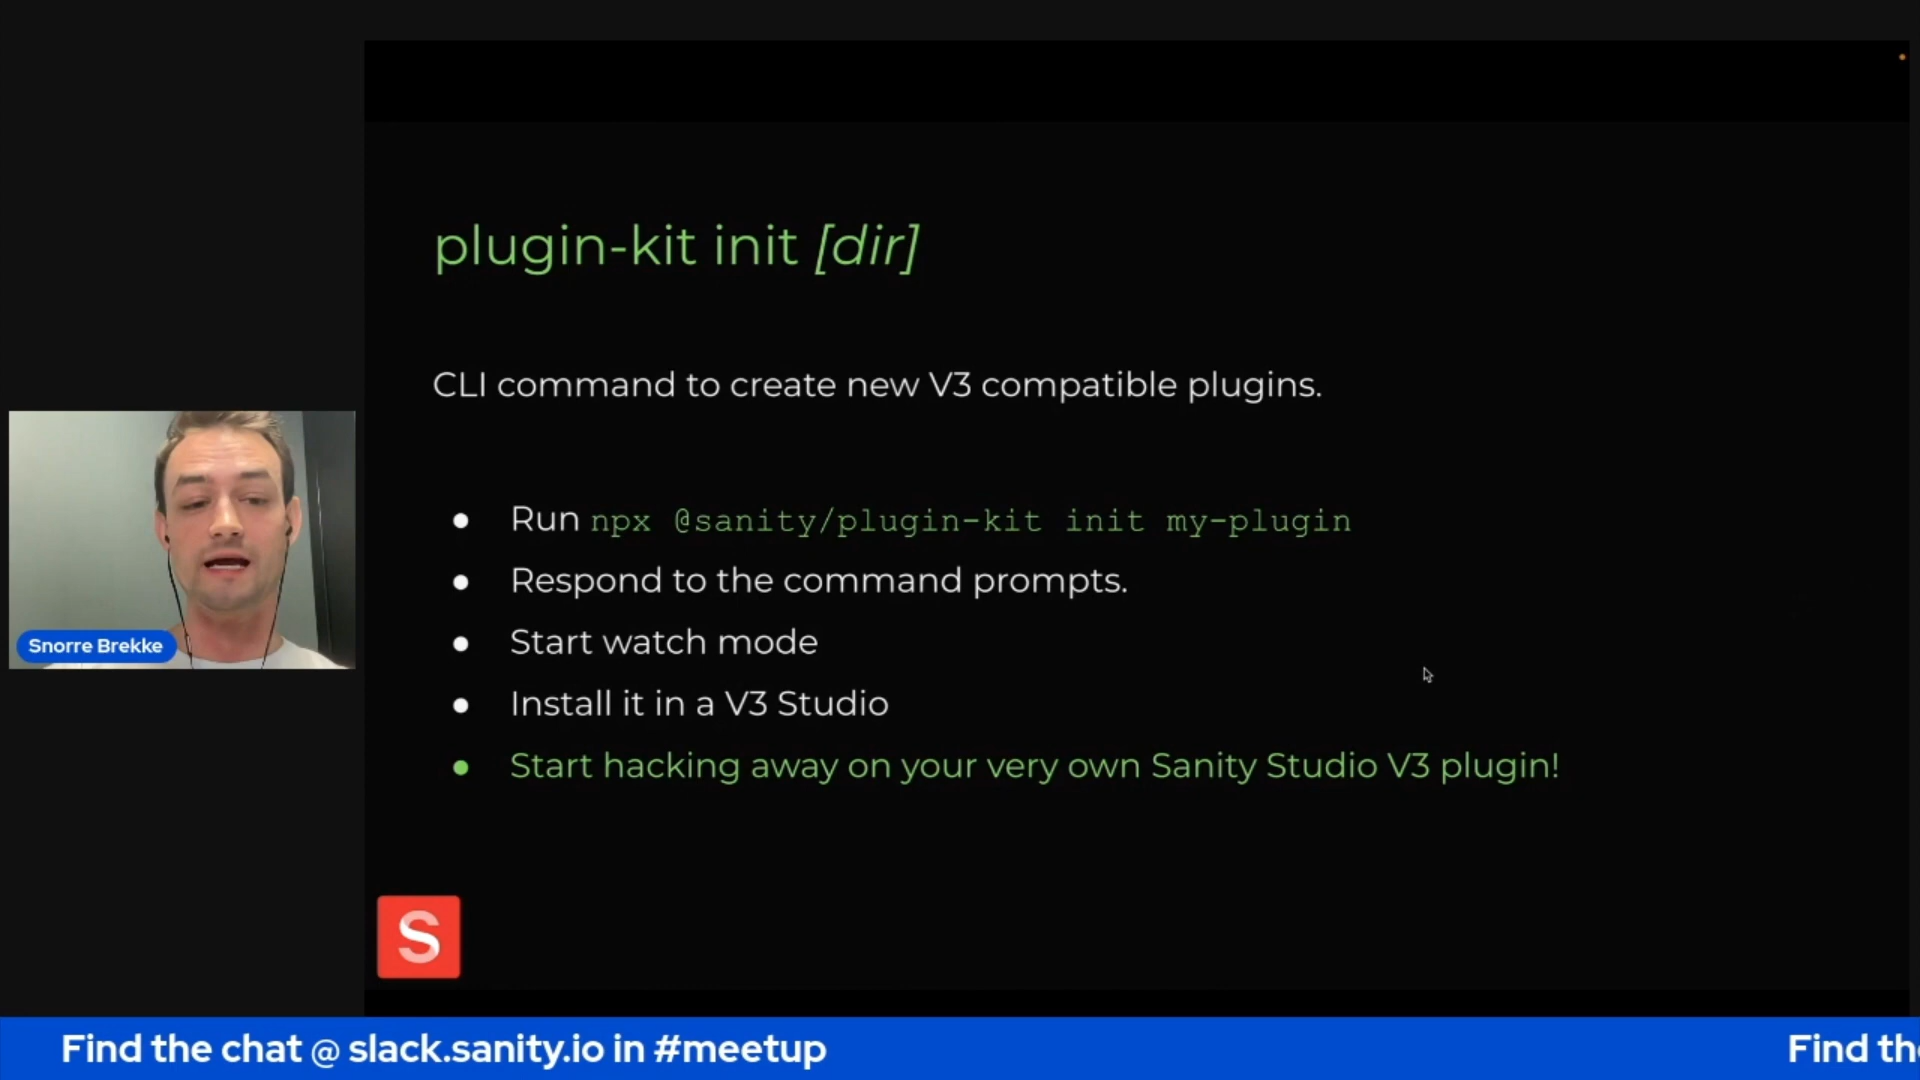 plugin-kit init [dir]
CLI command to create new V3 compatible plugins.
● Run npx @sanity/plugin-kit init my-plugin
● Respond to the command prompts.
● Start watch mode
● Install it in a V3 Studio
● Start hacking away on your very own Sanity Studio V3 plugin!
Snorre Brekke
S
Find the chat @ slack.sanity.io in #meetup
Find the